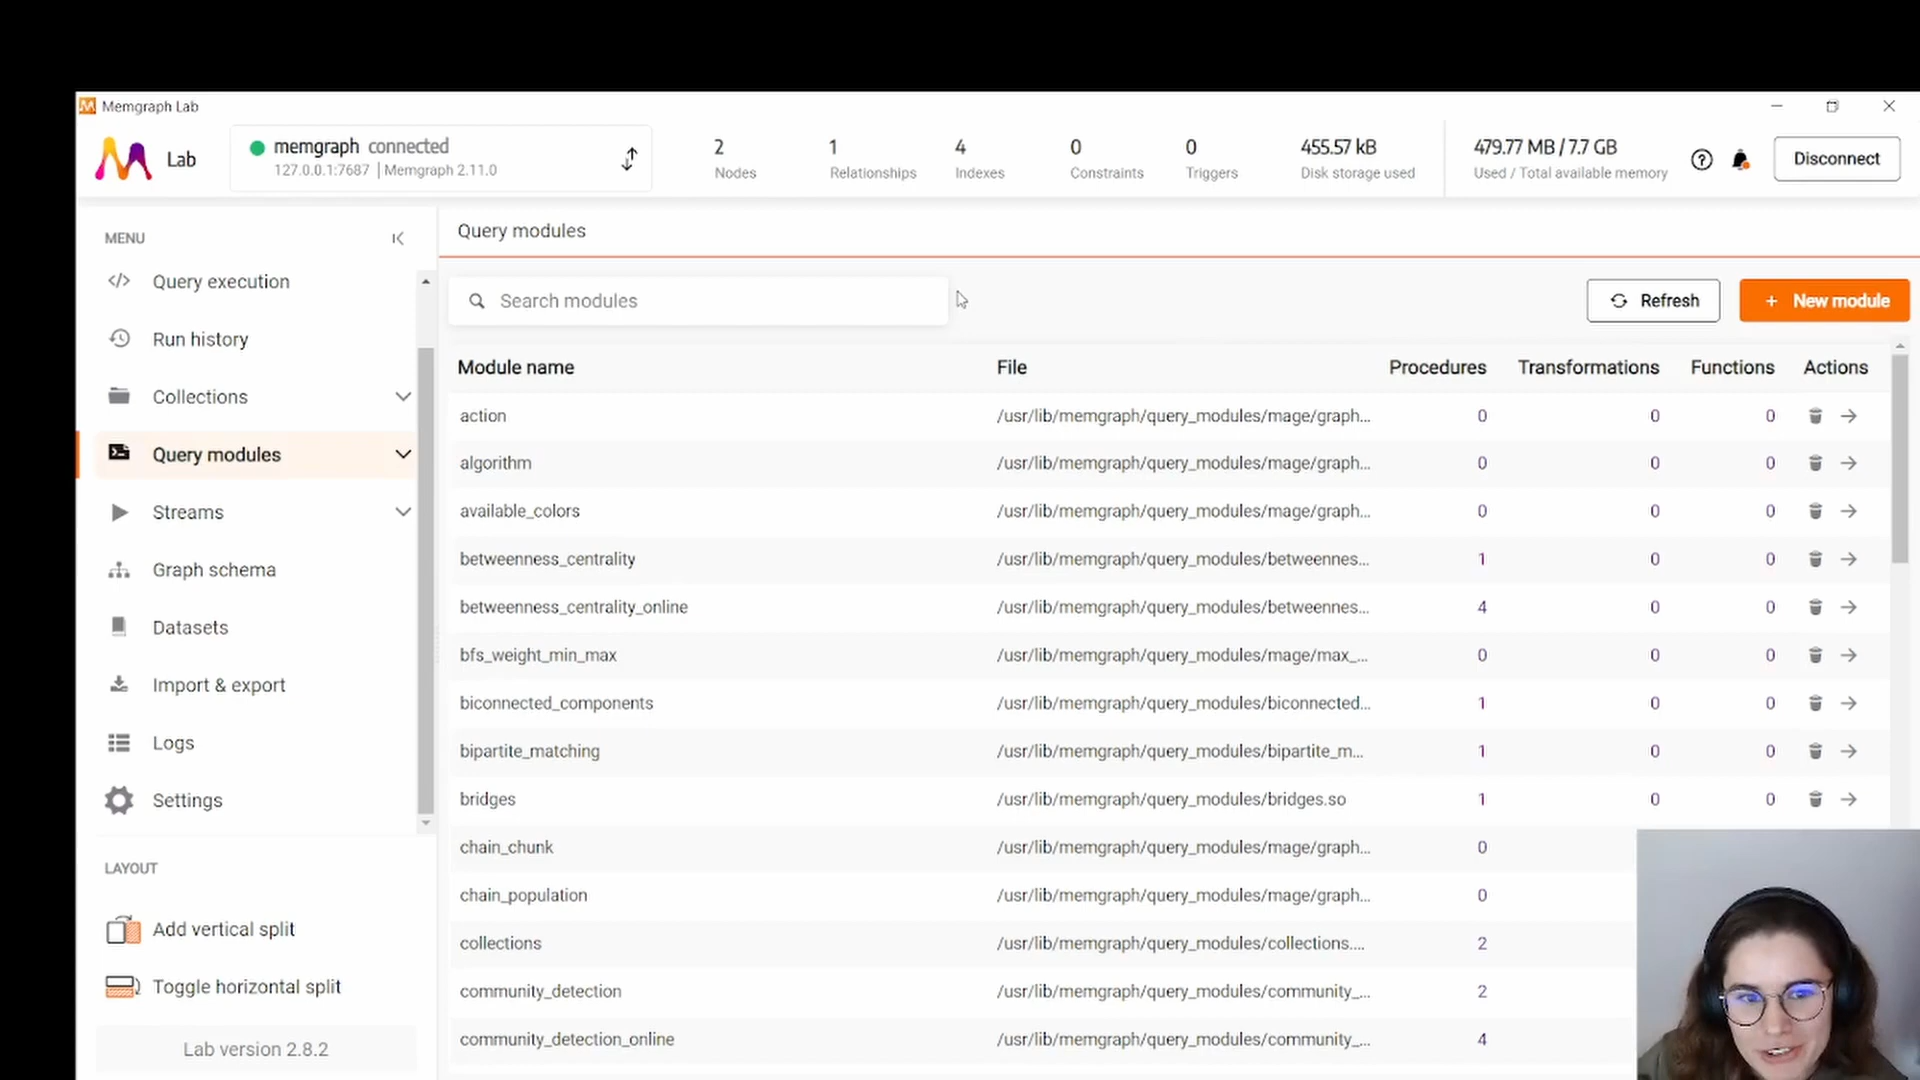 Memgraph Lab
Lab
memgraph connected
127.0.0.1:7687 | Memgraph 2.11.0
2
Nodes
1
Relationships
4
Indexes
0
Constraints
0
Triggers
455.57 kB
Disk storage used
479.77 MB / 7.7 GB
Used / Total available memory
Disconnect
MENU
Query execution
Run history
Collections
Query modules
Streams
Graph schema
Datasets
Import & export
Logs
Settings
LAYOUT
Add vertical split
Toggle horizontal split
Lab version 2.8.2
Query modules
Search modules
Refresh
+ New module
Module name File Procedures Transformations Functions Actions
action /usr/lib/memgraph/query_modules/mage/graph... 0 0 0
algorithm /usr/lib/memgraph/query_modules/mage/graph... 0 0 0
available_colors /usr/lib/memgraph/query_modules/mage/graph... 0 0 0
betweenness_centrality /usr/lib/memgraph/query_modules/betweennes... 1 0 0
betweenness_centrality_online /usr/lib/memgraph/query_modules/betweennes... 4 0 0
bfs_weight_min_max /usr/lib/memgraph/query_modules/mage/max_... 0 0 0
biconnected_components /usr/lib/memgraph/query_modules/biconnected... 1 0 0
bipartite_matching /usr/lib/memgraph/query_modules/bipartite_m... 1 0 0
bridges /usr/lib/memgraph/query_modules/bridges.so 1 0 0
chain_chunk /usr/lib/memgraph/query_modules/mage/graph... 0
chain_population /usr/lib/memgraph/query_modules/mage/graph... 0
collections /usr/lib/memgraph/query_modules/collections.... 2
community_detection /usr/lib/memgraph/query_modules/community_... 2
community_detection_online /usr/lib/memgraph/query_modules/community_... 4